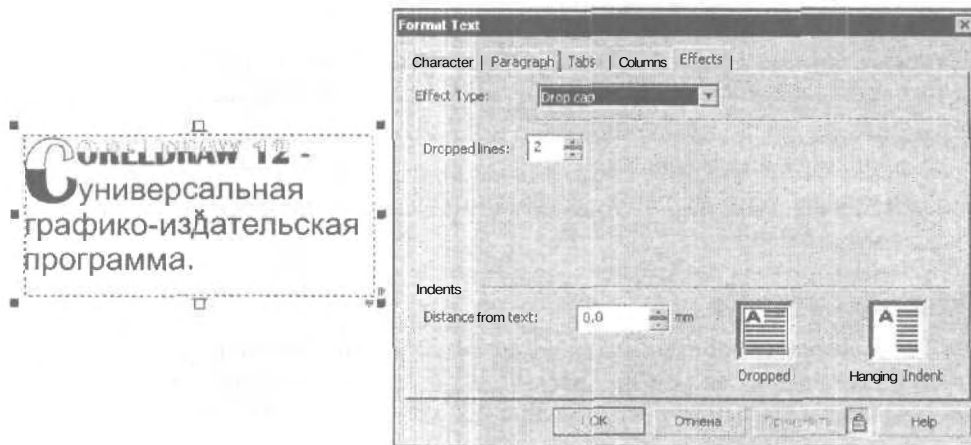 CORELDRAW 12 -
универсальная
графико-издательская
программа.
Format Text
Character | Paragraph | Tabs | Columns Effects |
Effect Type: Drop cap
Dropped lines: 2
Indents
Distance from text: 0,0 mm
Dropped
Hanging Indent
OK Отмена Применить Help